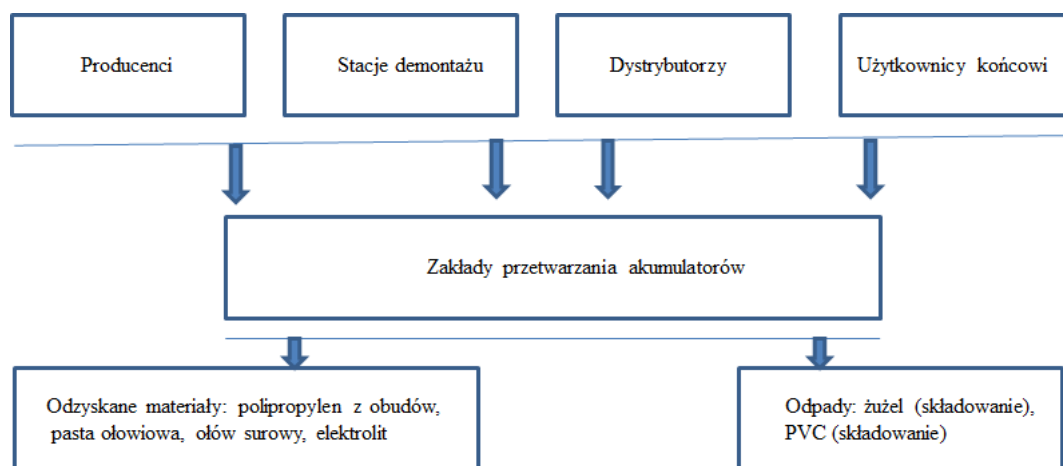 Producenci
Stacje demontażu
Dystrybutorzy
Użytkownicy końcowi
Zakłady przetwarzania akumulatorów
Odzyskane materiały: polipropylen z obudów,
pasta ołowiowa, ołów surowy, elektrolit
Odpady: żużel (składowanie),
PVC (składowanie)